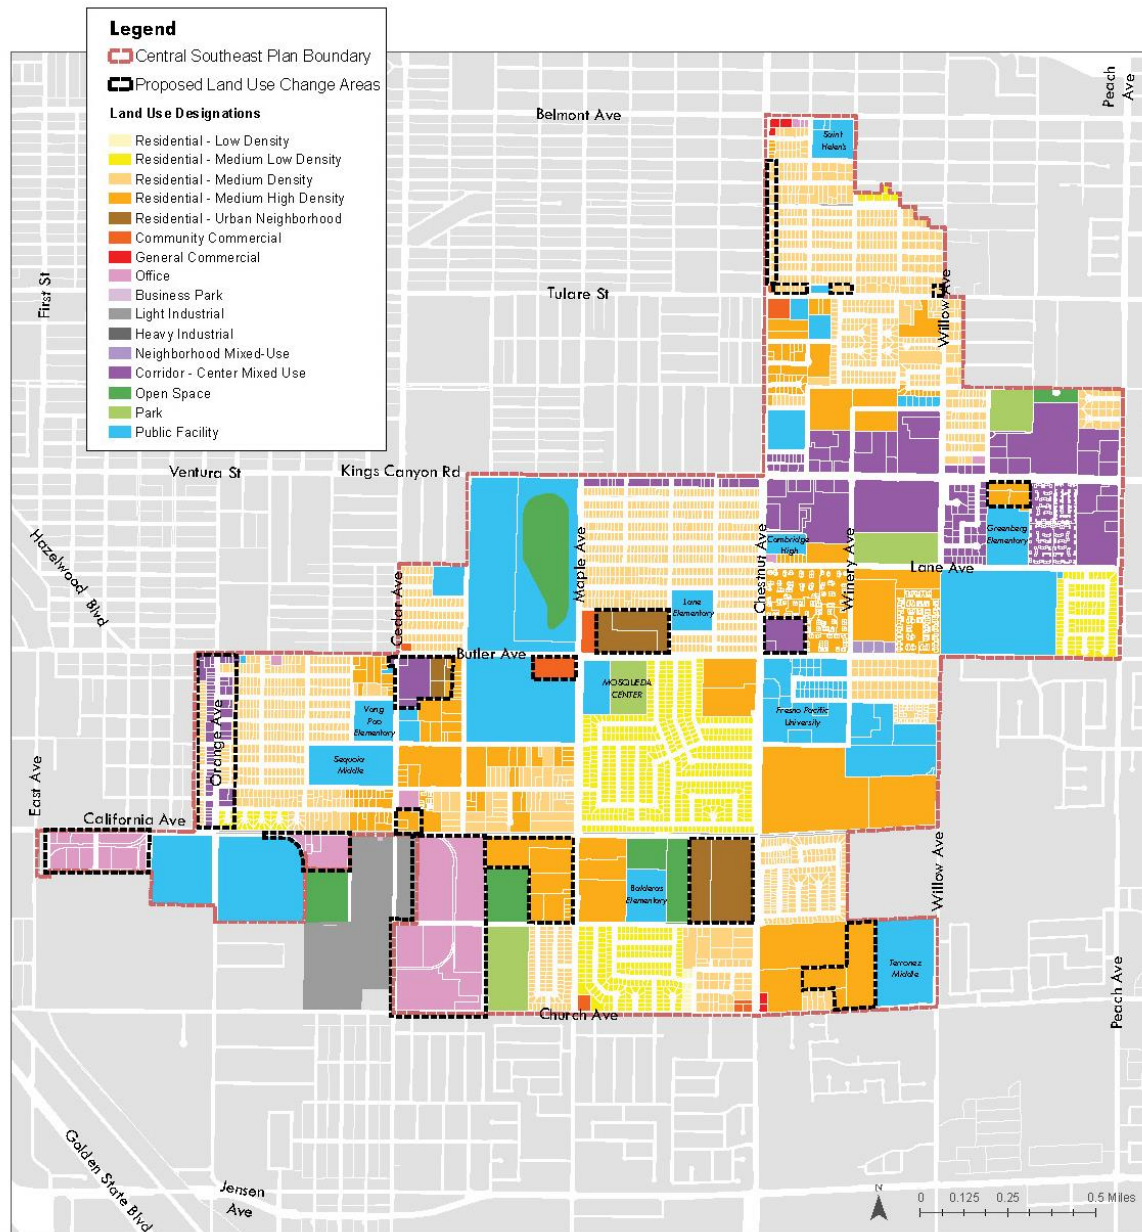 Legend
Central Southeast Plan Boundary
Proposed Land Use Change Areas
Land Use Designations
Residential - Low Density
Residential - Medium Low Density
Residential - Medium Density
Residential - Medium High Density
Residential - Urban Neighborhood
Community Commercial
General Commercial
Office
Business Park
Light Industrial
Heavy Industrial
Neighborhood Mixed-Use
Corridor - Center Mixed Use
Open Space
Park
Public Facility
Peach
Ave
Belmont Ave
Saint
Helen's
First St
Tulare St
Willow Ave
Ventura St
Kings Canyon Rd
Hazelwood Blvd
Cedar Ave
Maple Ave
Chestnut Ave
Cambridge
High
Winery Ave
Greenberg
Elementary
Lane Ave
Lane
Elementary
Butler Ave
MOSQUEDA
CENTER
Vang
Pao
Elementary
Fresno Pacific
University
Orange Ave
Sequoia
Middle
East Ave
California Ave
Balderas
Elementary
Willow Ave
Terronez
Middle
Church Ave
Peach Ave
Golden State Blvd
Jensen
Ave
N
0 0.125 0.25 0.5 Miles